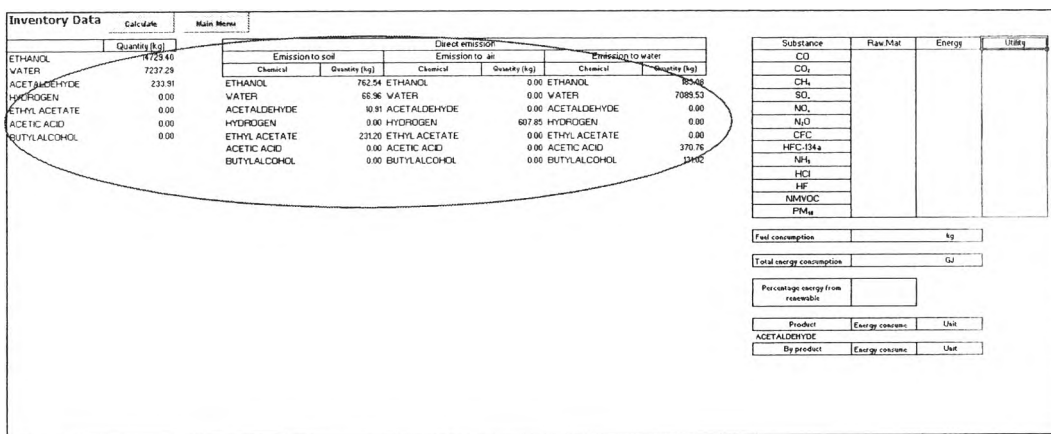 Inventory Data
Calculate
Main Menu
Quantity (kg)
ETHANOL 14729.46
WATER 7237.29
ACETALDEHYDE 233.91
HYDROGEN 0.00
ETHYL ACETATE 0.00
ACETIC ACID 0.00
BUTYLALCOHOL 0.00
Direct emission
Emission to soil Emission to air Emission to water
Chemical Quantity (kg) Chemical Quantity (kg) Chemical Quantity (kg)
ETHANOL 762.54 ETHANOL 0.00 ETHANOL 185.08
WATER 66.96 WATER 0.00 WATER 7089.53
ACETALDEHYDE 10.91 ACETALDEHYDE 0.00 ACETALDEHYDE 0.00
HYDROGEN 0.00 HYDROGEN 607.85 HYDROGEN 0.00
ETHYL ACETATE 231.20 ETHYL ACETATE 0.00 ETHYL ACETATE 0.00
ACETIC ACID 0.00 ACETIC ACID 0.00 ACETIC ACID 370.76
BUTYLALCOHOL 0.00 BUTYLALCOHOL 0.00 BUTYLALCOHOL 131.02
Substance Raw.Mat Energy Utility
CO
CO₂
CH₄
SO₂
NO₂
N₂O
CFC
HFC-134a
NH₃
HCl
HF
NMVOC
PM₁₀
Fuel consumption kg
Total energy consumption GJ
Percentage energy from
renewable
Product Energy consume Unit
ACETALDEHYDE
By product Energy consume Unit